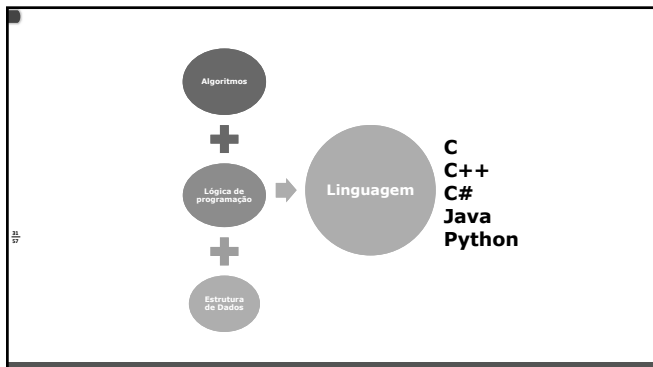 Algoritmos
Lógica de
programação
Estrutura
de Dados
Linguagem
C
C++
C#
Java
Python
31
57